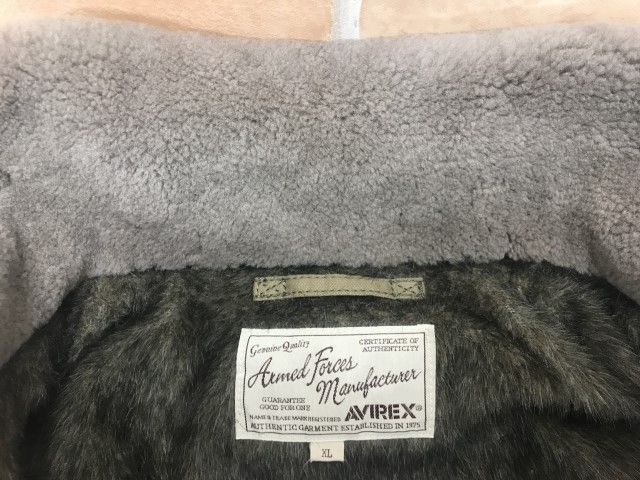 Genuine Quality
CERTIFICATE OF
AUTHENTICITY
Armed Forces
Manufacturer
GUARANTEE
GOOD FOR ONE
AVIREX®
NAME & TRADE MARK REGISTERED
AUTHENTIC GARMENT ESTABLISHED IN 1975
XL